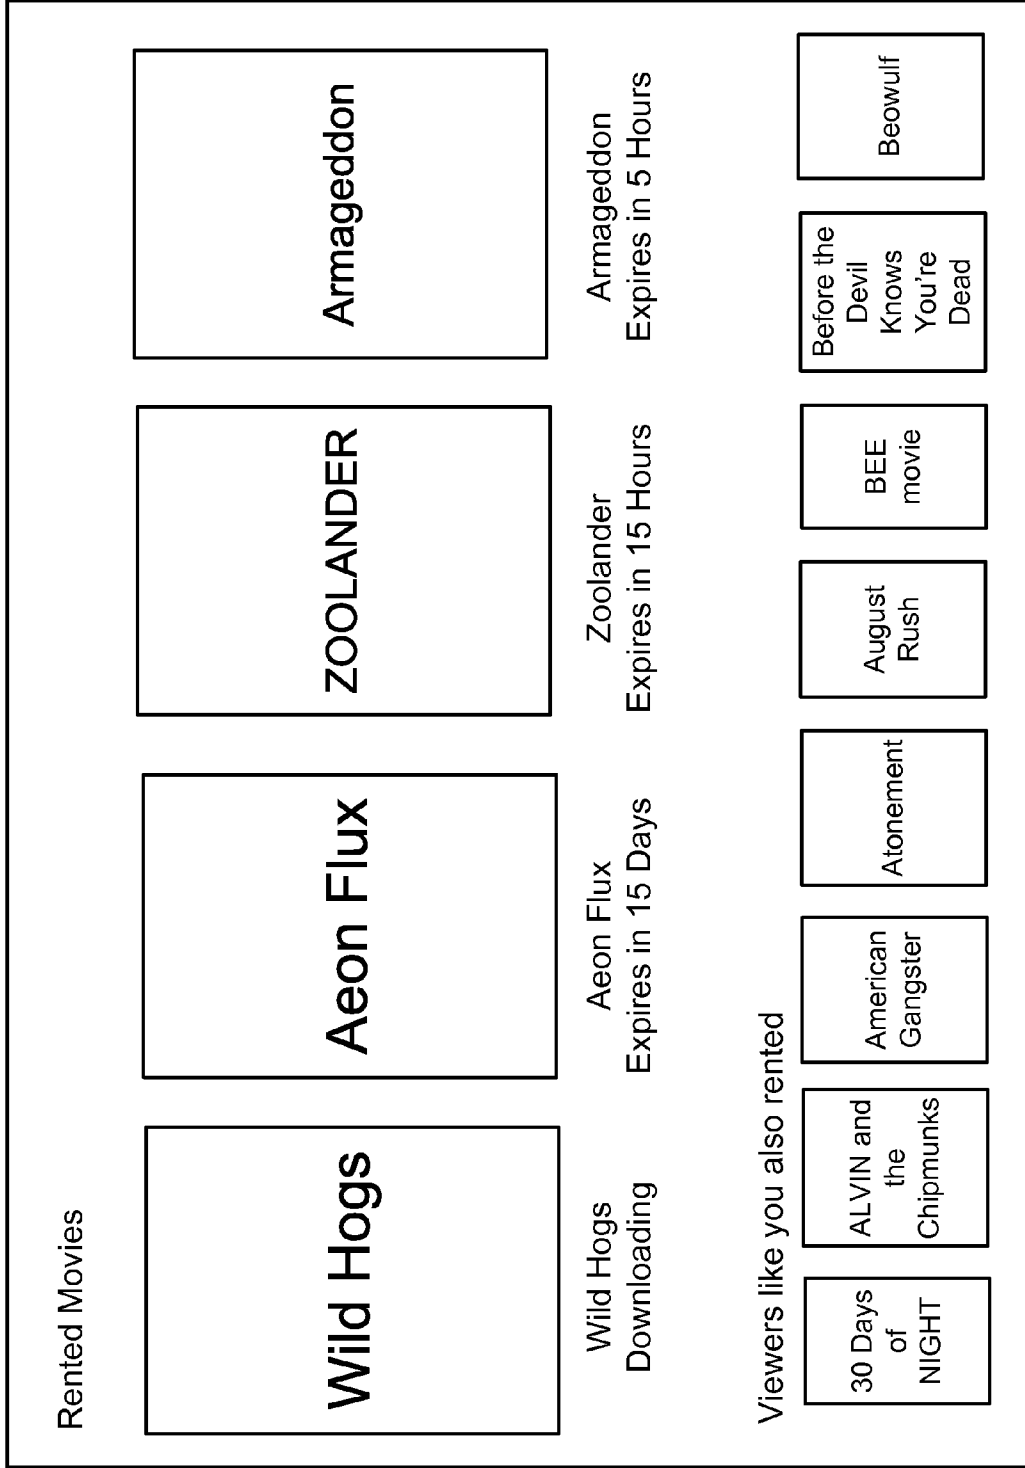 Rented Movies
Wild Hogs
Aeon Flux
ZOOLANDER
Armageddon
Wild Hogs
Downloading
Aeon Flux
Expires in 15 Days
Zoolander
Expires in 15 Hours
Armageddon
Expires in 5 Hours
Viewers like you also rented
30 Days
of
NIGHT
ALVIN and
the
Chipmunks
American
Gangster
Atonement
August
Rush
BEE
movie
Before the
Devil
Knows
You're
Dead
Beowulf